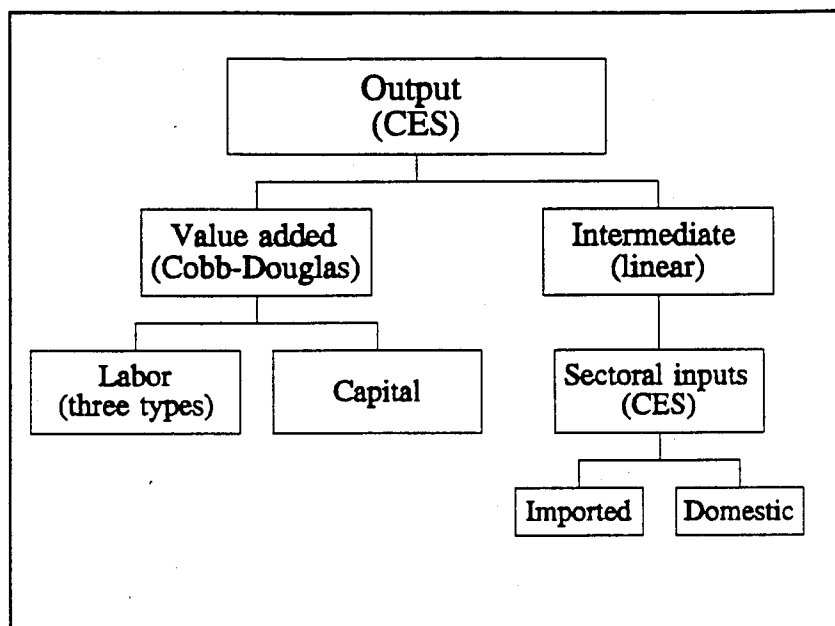 Output
(CES)
Value added
(Cobb-Douglas)
Intermediate
(linear)
Labor
(three types)
Capital
Sectoral inputs
(CES)
Imported
Domestic